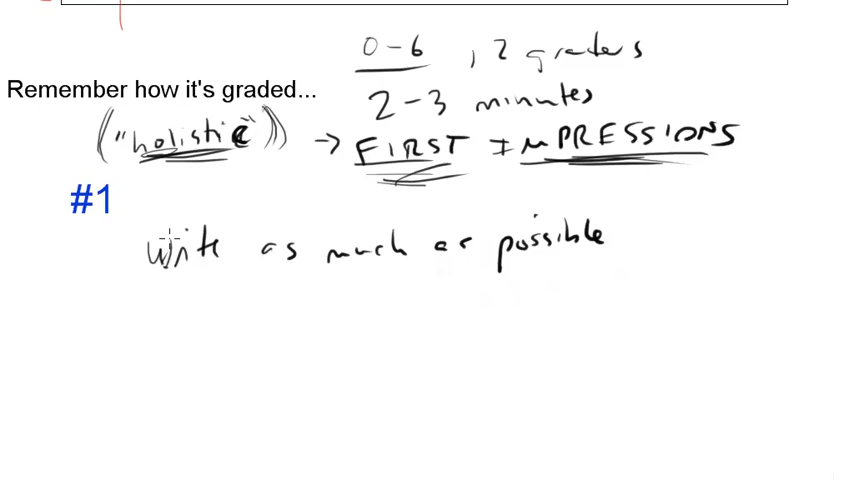 0-6, 2 graders
Remember how it's graded...
2-3 minutes
("holistic") → FIRST IMPRESSIONS
#1
write as much as possible